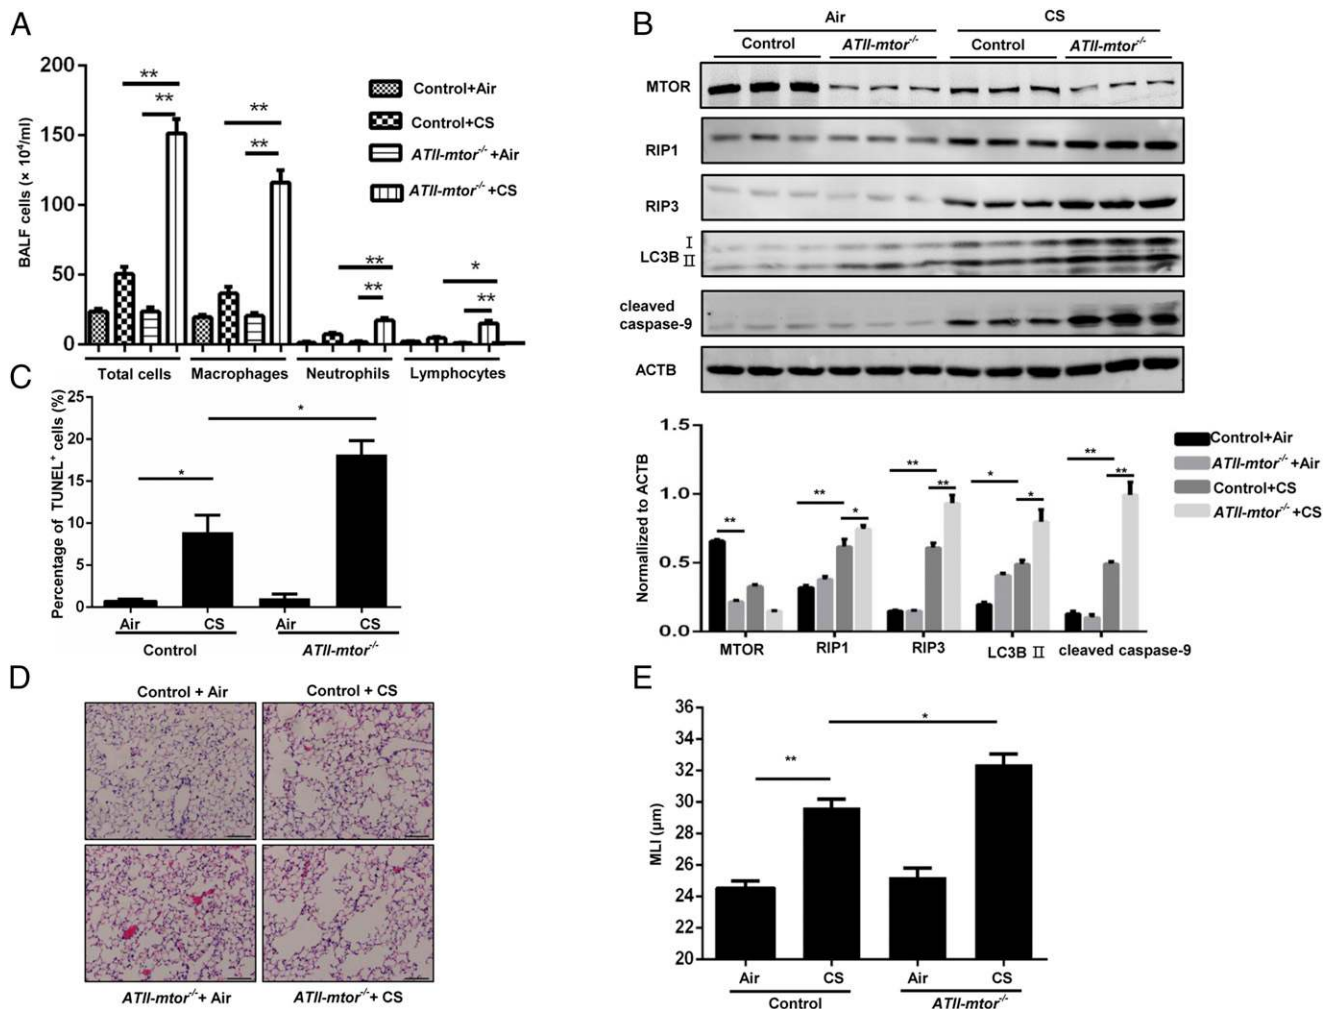 A
200
150
100
50
0
BALF cells (× 10⁴/ml)
**
**
**
**
**
**
*
**
Control+Air
Control+CS
ATII-mtor-/- +Air
ATII-mtor-/- +CS
Total cells
Macrophages
Neutrophils
Lymphocytes
B
Air
CS
Control
ATII-mtor-/-
Control
ATII-mtor-/-
MTOR
RIP1
RIP3
LC3B
I
II
cleaved
caspase-9
ACTB
1.5
1.0
0.5
0.0
Normallized to ACTB
**
**
*
**
**
*
*
**
**
Control+Air
ATII-mtor-/- +Air
Control+CS
ATII-mtor-/- +CS
MTOR
RIP1
RIP3
LC3B II
cleaved caspase-9
C
25
20
15
10
5
0
Percentage of TUNEL⁺ cells (%)
*
*
Air
CS
Air
CS
Control
ATII-mtor-/-
D
Control + Air
Control + CS
ATII-mtor-/- + Air
ATII-mtor-/- + CS
E
36
34
32
30
28
26
24
22
20
MLI (μm)
**
*
Air
CS
Air
CS
Control
ATII-mtor-/-